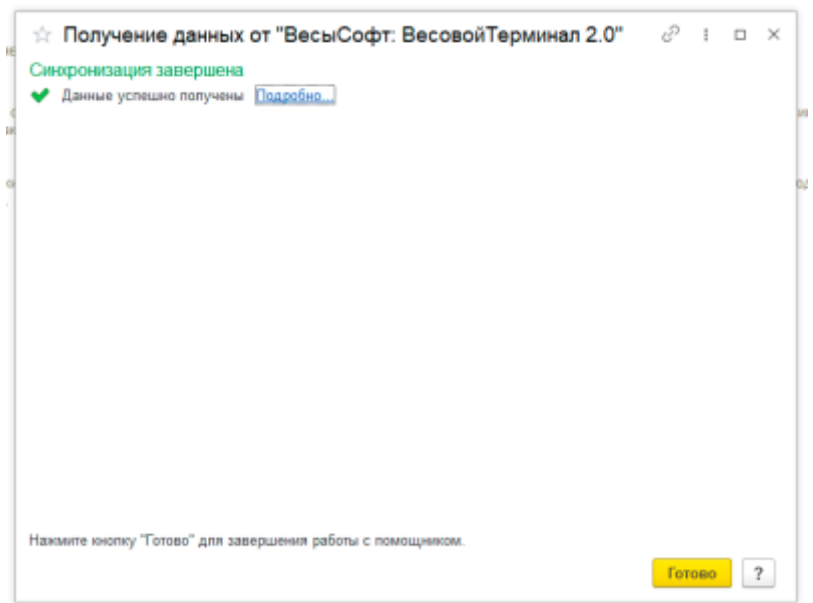 Получение данных от "ВесыСофт: ВесовойТерминал 2.0"
Синхронизация завершена
Данные успешно получены Подробно...
Нажмите кнопку "Готово" для завершения работы с помощником.
Готово ?